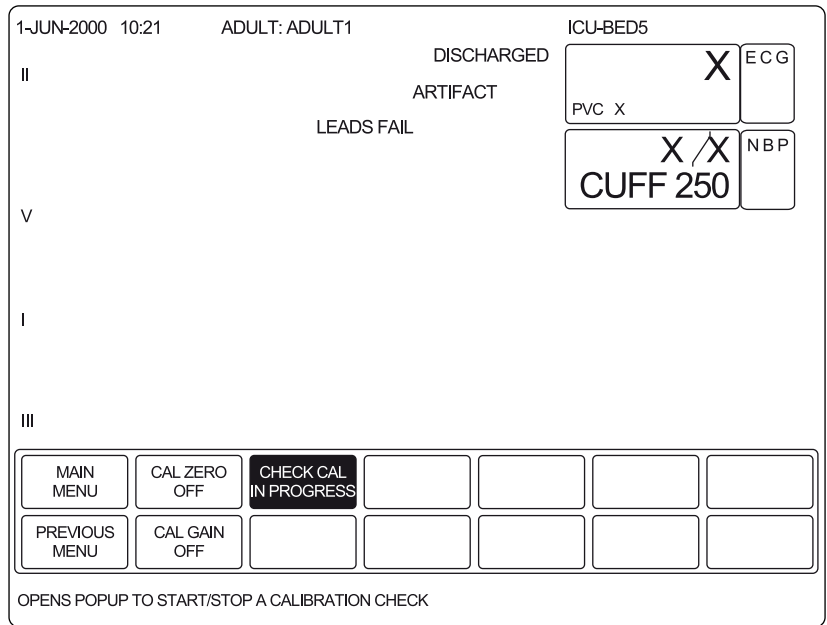 1-JUN-2000 10:21 ADULT: ADULT1 ICU-BED5
DISCHARGED
II
ARTIFACT
LEADS FAIL
X ECG
PVC X
X/X NBP
CUFF 250
V
I
III
MAIN MENU
CAL ZERO OFF
CHECK CAL IN PROGRESS
PREVIOUS MENU
CAL GAIN OFF
OPENS POPUP TO START/STOP A CALIBRATION CHECK